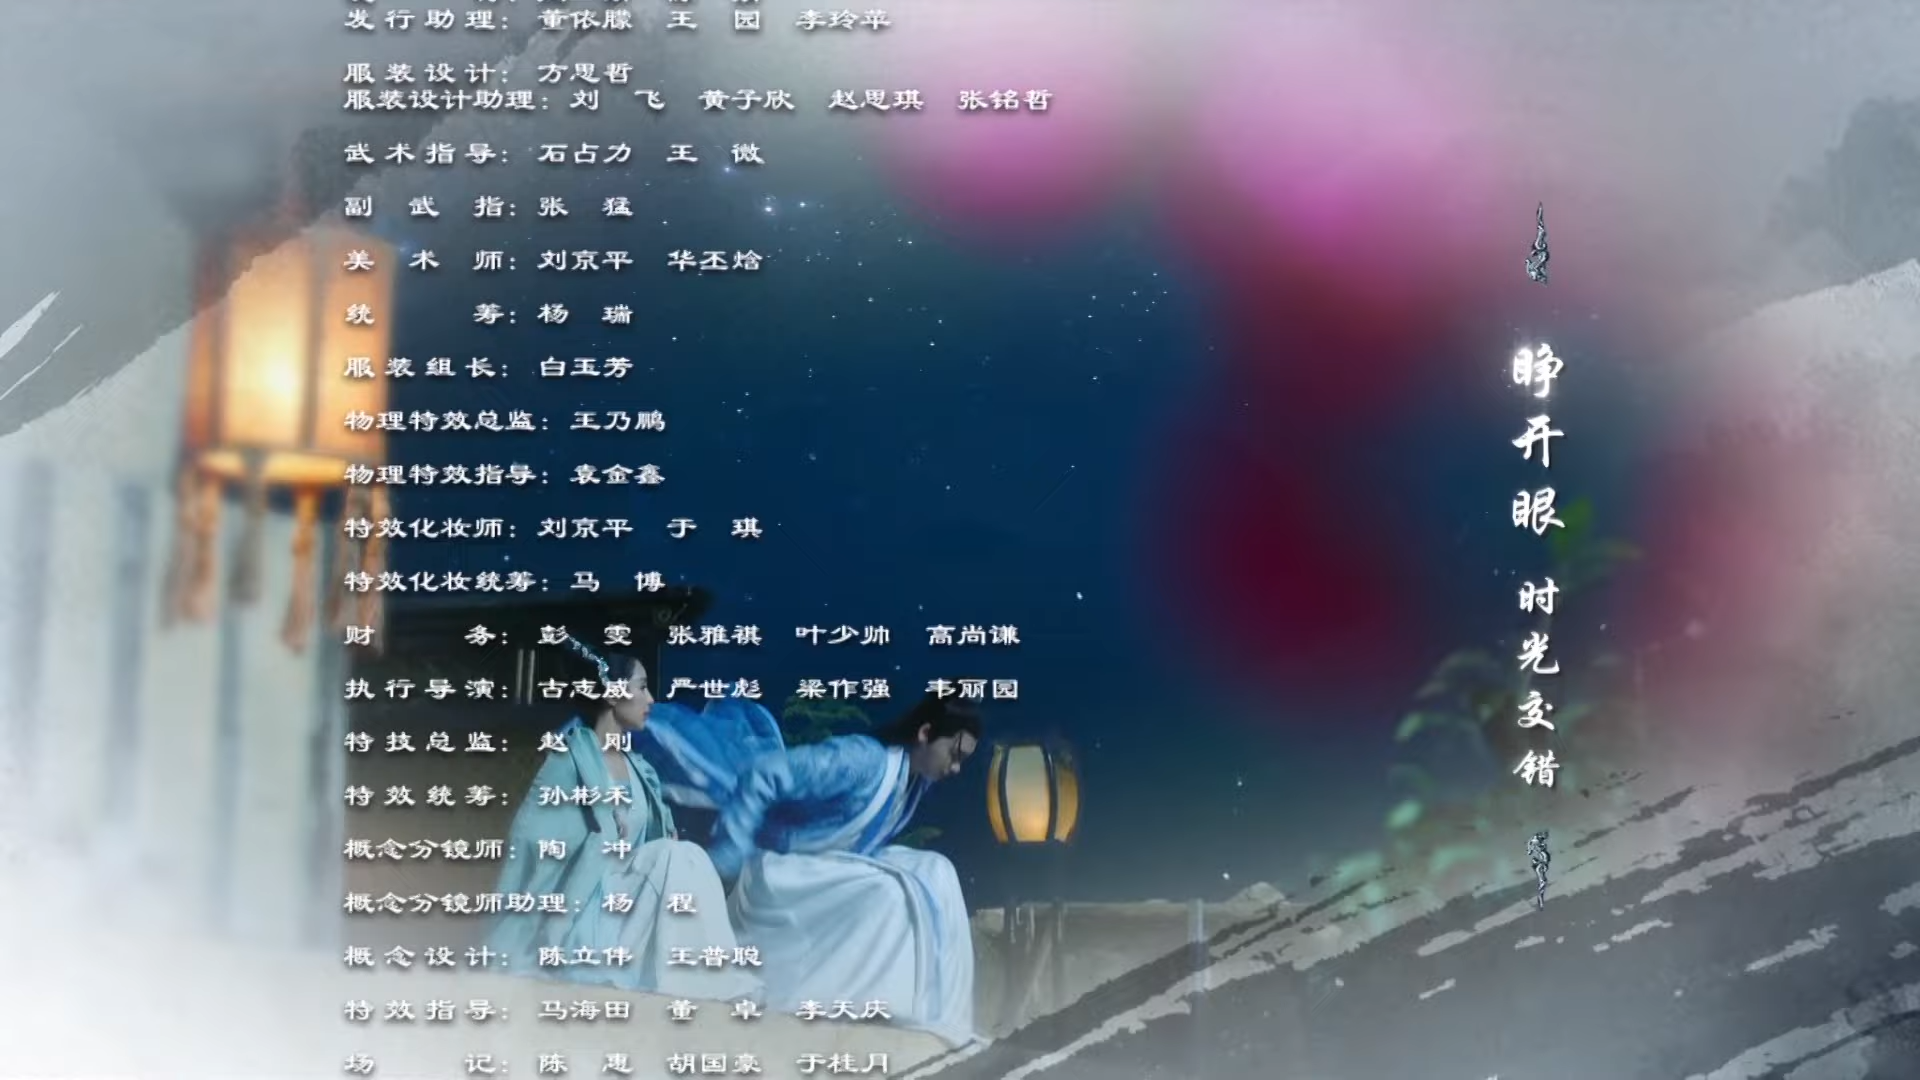 发行助理：董依朦 王园 李玲苹
服装设计：方思哲
服装设计助理：刘飞 黄子欣 赵思琪 张铭哲
武术指导：石占力 王微
副武指：张猛
美术师：刘京平 华丕焓
统筹：杨瑞
服装组长：白玉芳
物理特效总监：王乃鹏
物理特效指导：袁金鑫
特效化妆师：刘京平 于琪
特效化妆统筹：马博
财务：彭雯 张雅祺 叶少帅 高尚谦
执行导演：古志威 严世彪 梁作强 韦丽园
特技总监：赵刚
特效统筹：孙彬禾
概念分镜师：陶冲
概念分镜师助理：杨程
概念设计：陈立伟 王普聪
特效指导：马海田 董卓 李天庆
场记：陈惠 胡国豪 于桂月
睁开眼 时光交错